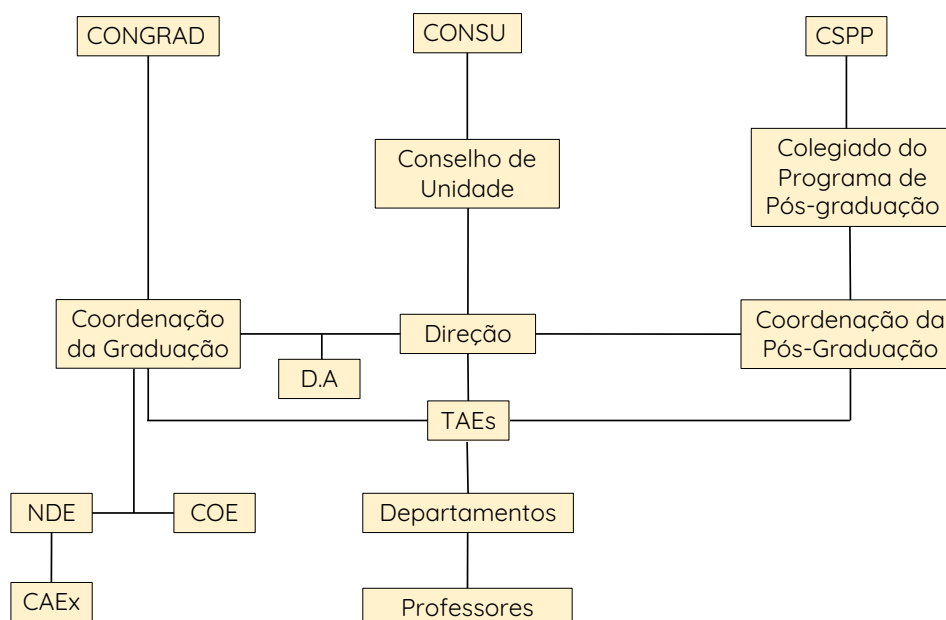 CONGRAD
CONSU
CSPP
Conselho de
Unidade
Colegiado do
Programa de
Pós-graduação
Coordenação
da Graduação
Direção
Coordenação da
Pós-Graduação
D.A
TAEs
NDE
COE
Departamentos
CAEx
Professores